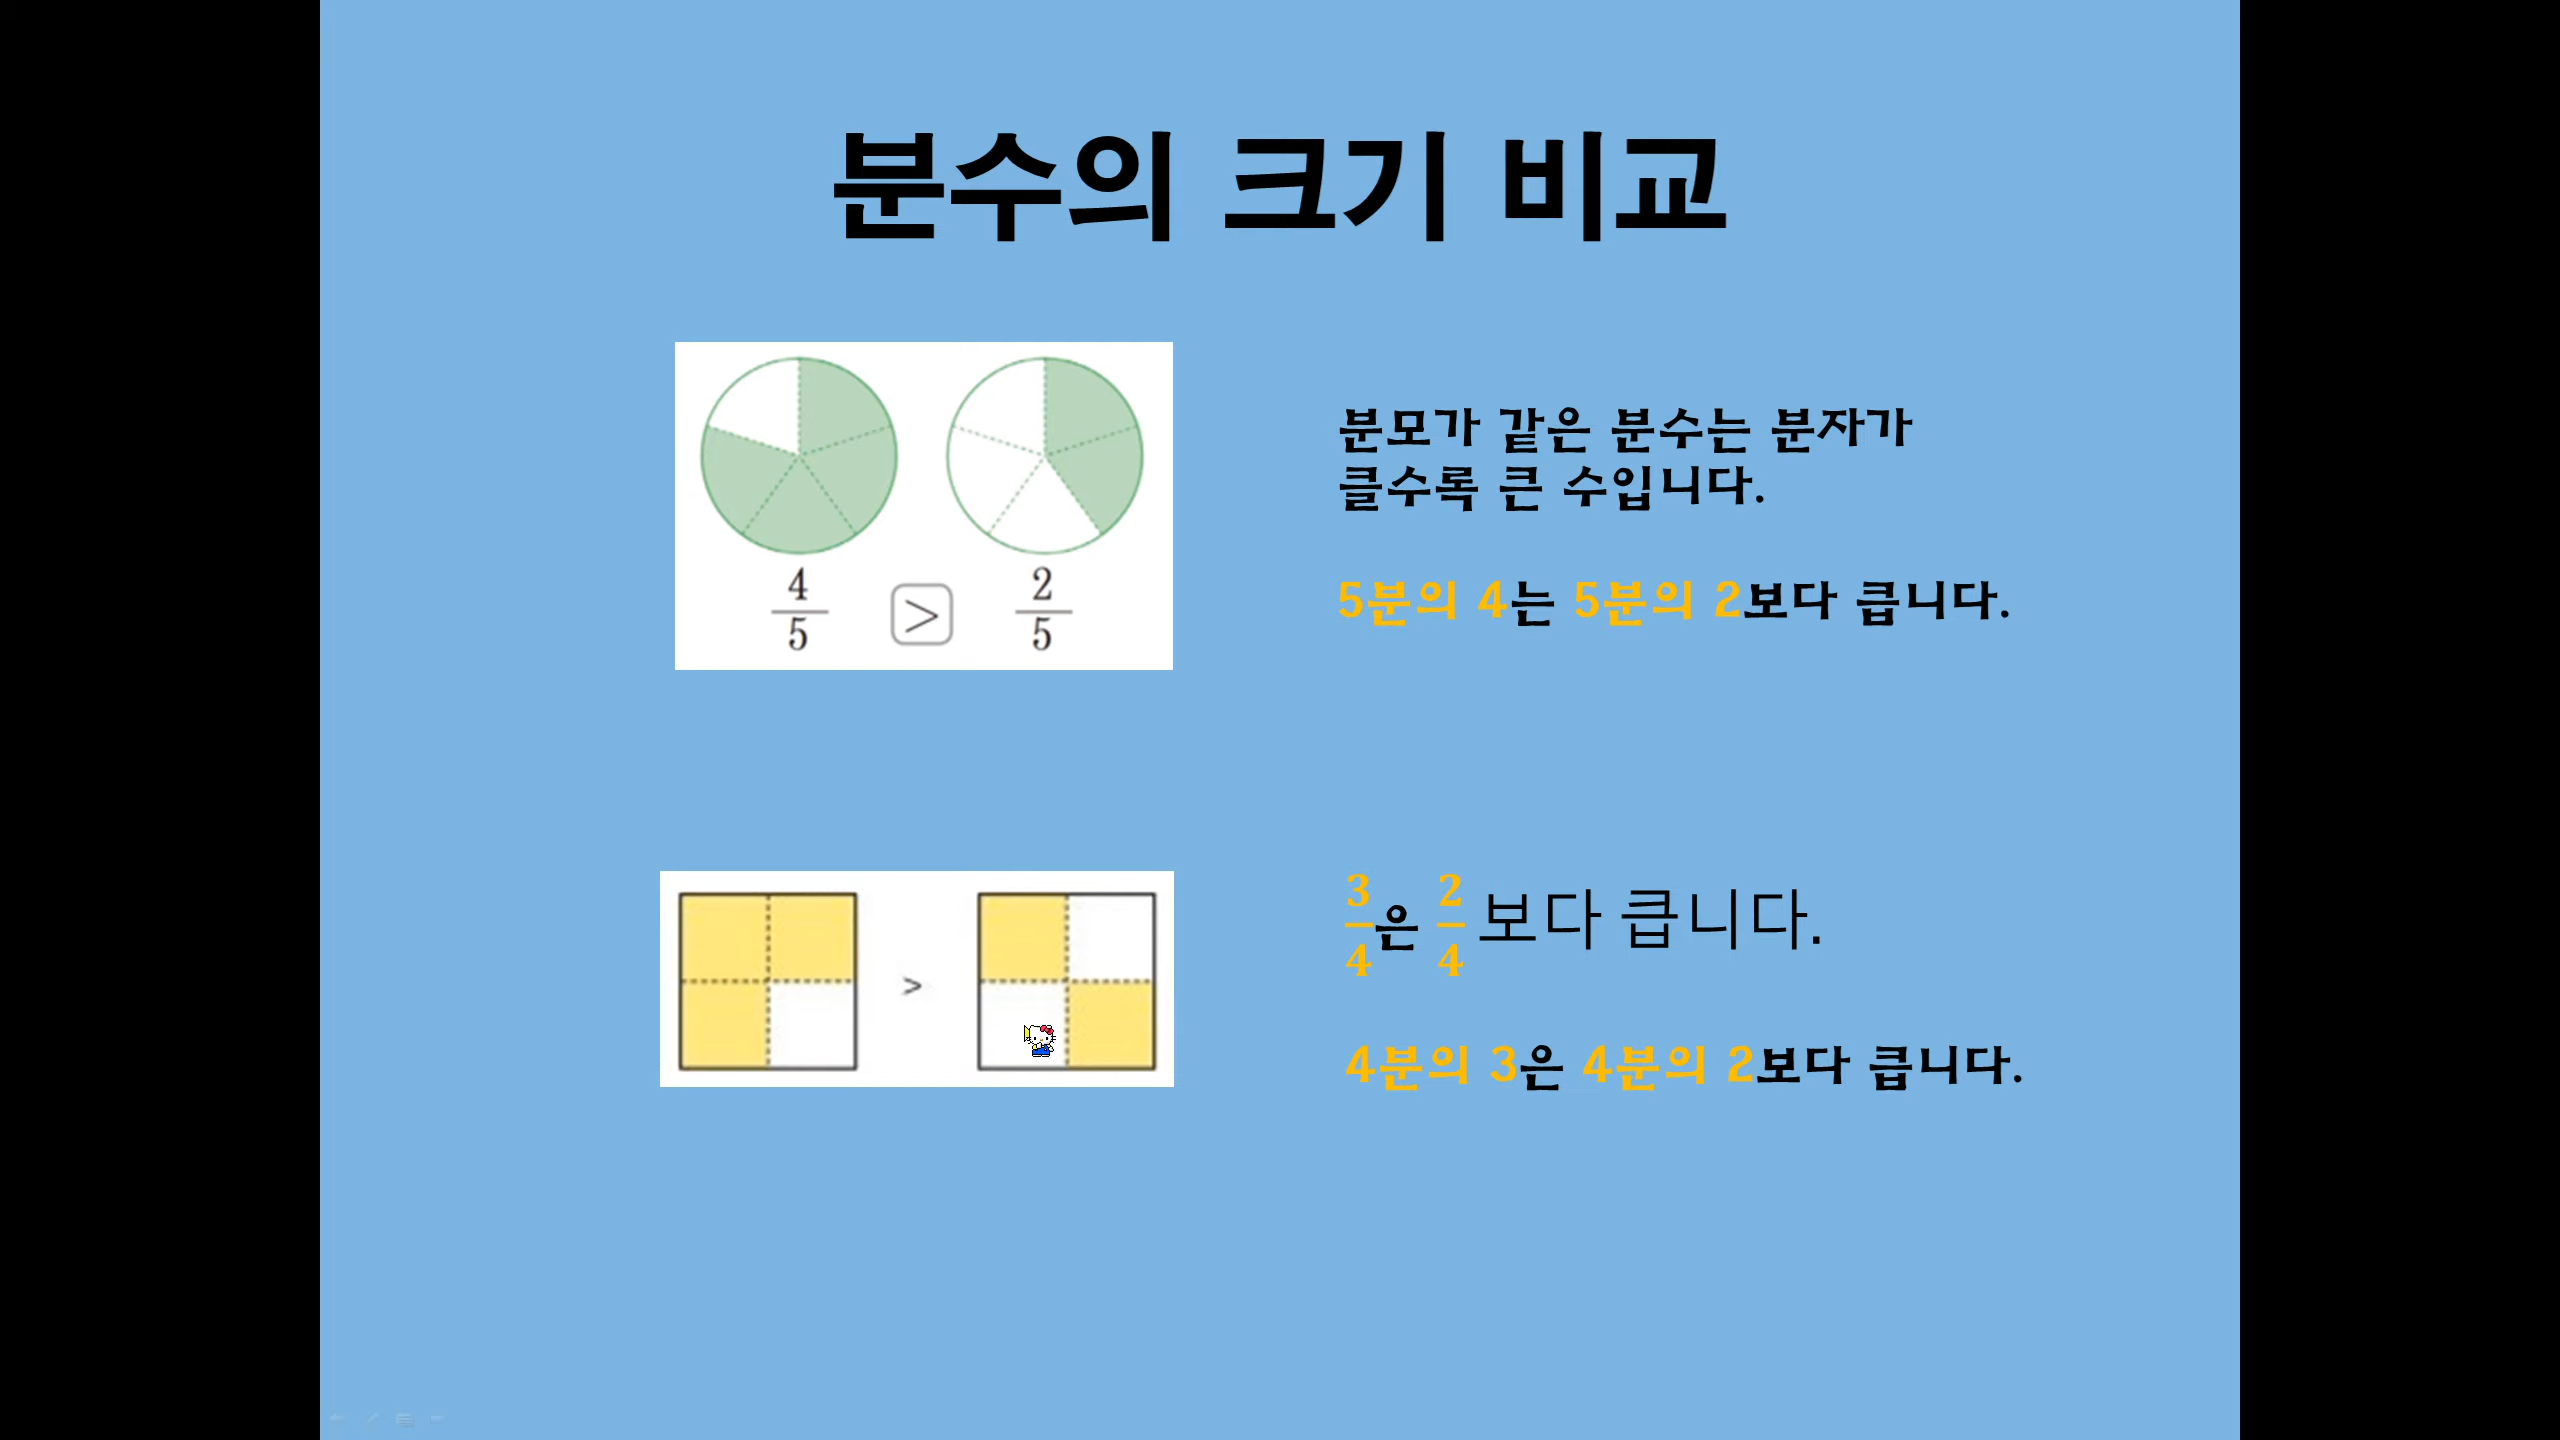 분수의 크기 비교
4/5 > 2/5
분모가 같은 분수는 분자가
클수록 큰 수입니다.
5분의 4는 5분의 2보다 큽니다.
>
3/4은 2/4 보다 큽니다.
4분의 3은 4분의 2보다 큽니다.